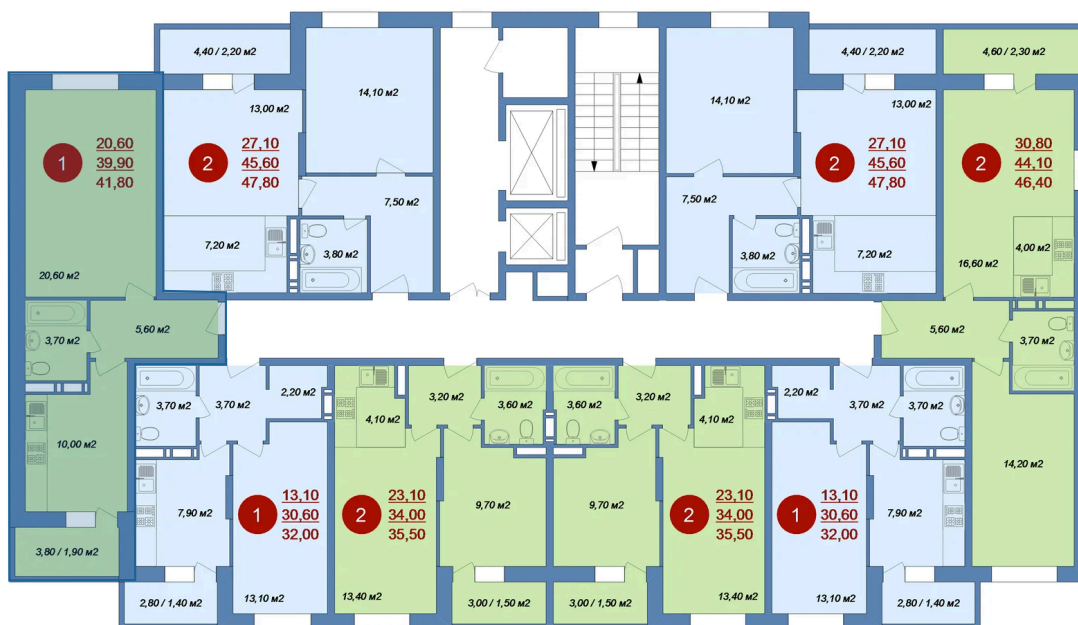 4,40 / 2,20 м2
14,10 м2
13,00 м2
1
20,60
39,90
41,80
2
27,10
45,60
47,80
7,50 м2
7,20 м2
3,80 м2
20,60 м2
14,10 м2
4,40 / 2,20 м2
4,60 / 2,30 м2
13,00 м2
2
27,10
45,60
47,80
2
30,80
44,10
46,40
7,50 м2
3,80 м2
7,20 м2
4,00 м2
16,60 м2
3,70 м2
5,60 м2
5,60 м2
3,70 м2
10,00 м2
3,80 / 1,90 м2
3,70 м2
3,70 м2
2,20 м2
7,90 м2
1
13,10
30,60
32,00
13,10 м2
2,80 / 1,40 м2
4,10 м2
3,20 м2
3,60 м2
2
23,10
34,00
35,50
9,70 м2
13,40 м2
3,00 / 1,50 м2
3,60 м2
3,20 м2
4,10 м2
9,70 м2
2
23,10
34,00
35,50
3,00 / 1,50 м2
13,40 м2
2,20 м2
3,70 м2
3,70 м2
1
13,10
30,60
32,00
7,90 м2
13,10 м2
2,80 / 1,40 м2
14,20 м2